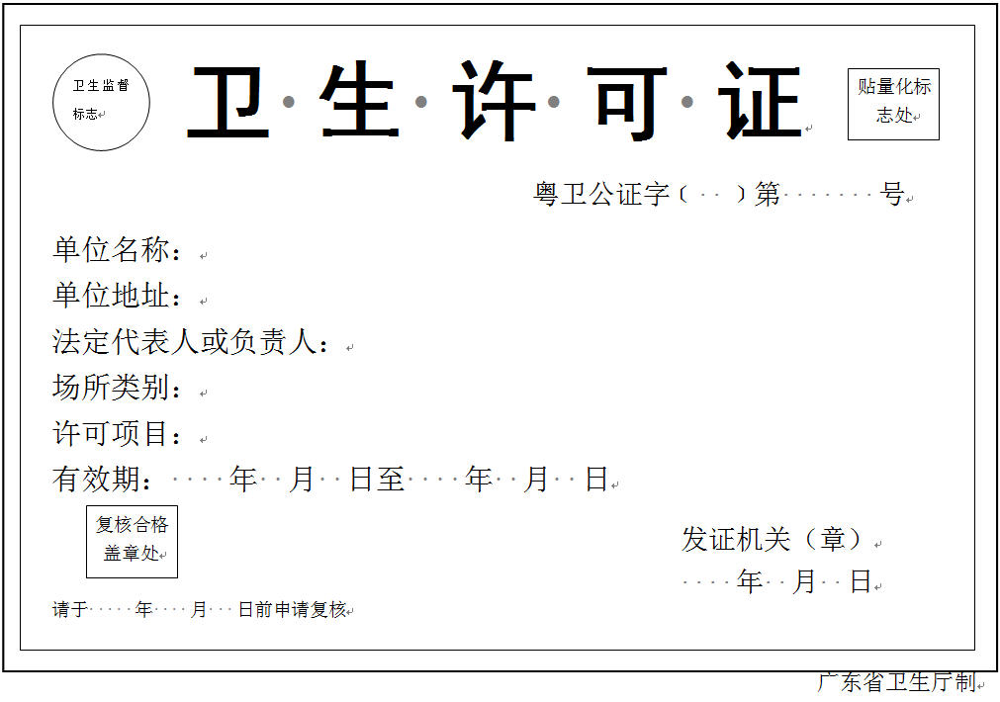 卫生监督
标志
卫·生·许·可·证
贴量化标
志处
粤卫公证字﹝  ﹞第       号
单位名称：
单位地址：
法定代表人或负责人：
场所类别：
许可项目：
有效期：    年  月  日至    年  月  日
复核合格
盖章处
发证机关（章）
    年  月  日
请于     年    月   日前申请复核
广东省卫生厅制